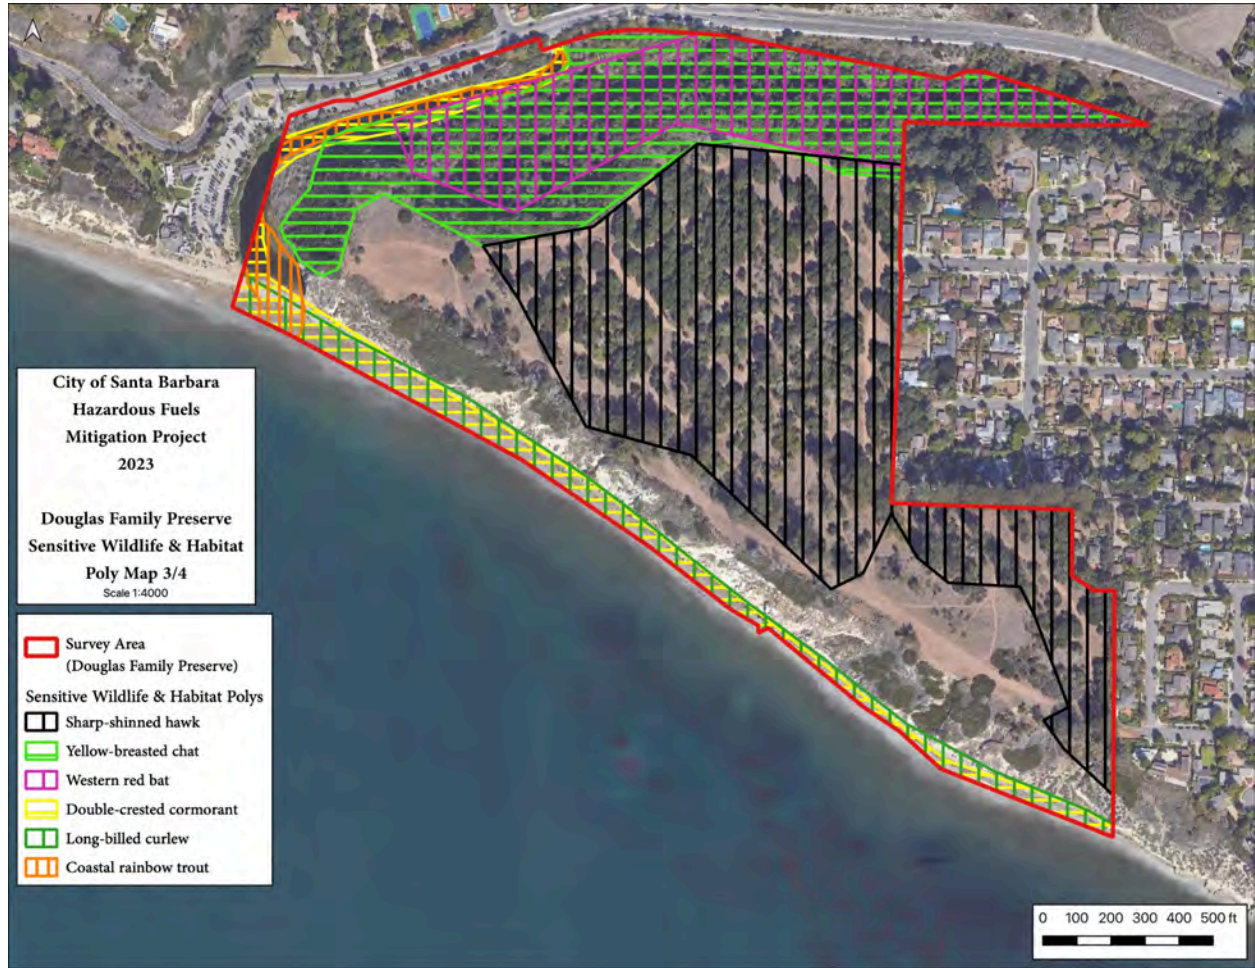 City of Santa Barbara
Hazardous Fuels
Mitigation Project
2023
Douglas Family Preserve
Sensitive Wildlife & Habitat
Poly Map 3/4
Scale 1:4000
Survey Area
(Douglas Family Preserve)
Sensitive Wildlife & Habitat Polys
Sharp-shinned hawk
Yellow-breasted chat
Western red bat
Double-crested cormorant
Long-billed curlew
Coastal rainbow trout
0 100 200 300 400 500 ft